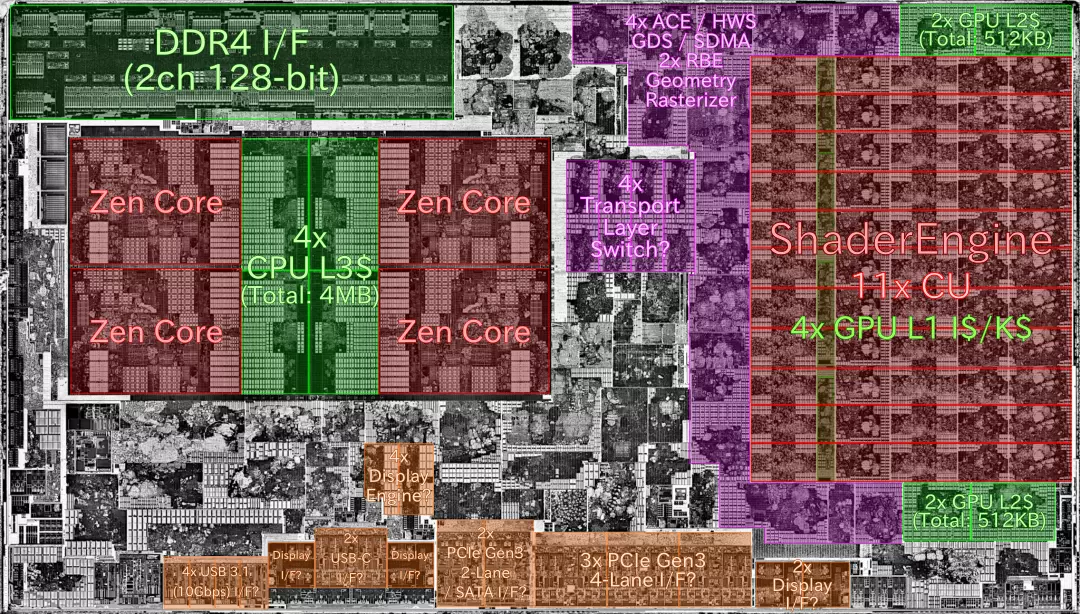 DDR4 I/F
(2ch 128-bit)
4x ACE / HWS
GDS / SDMA
2x RBE
Geometry
Rasterizer
2x GPU L2$
(Total: 512KB)
Zen Core
Zen Core
4x
CPU L3$
(Total: 4MB)
Zen Core
Zen Core
4x
Transport
Layer
Switch?
ShaderEngine
11x CU
4x GPU L1 I$/K$
4x
Display
Engine?
2x GPU L2$
(Total: 512KB)
4x USB 3.1
(10Gbps) I/F?
Display
I/F?
2x
USB-C
I/F?
Display
I/F?
2x
PCIe Gen3
2-Lane
/ SATA I/F?
3x PCIe Gen3
4-Lane I/F?
2x
Display
I/F?